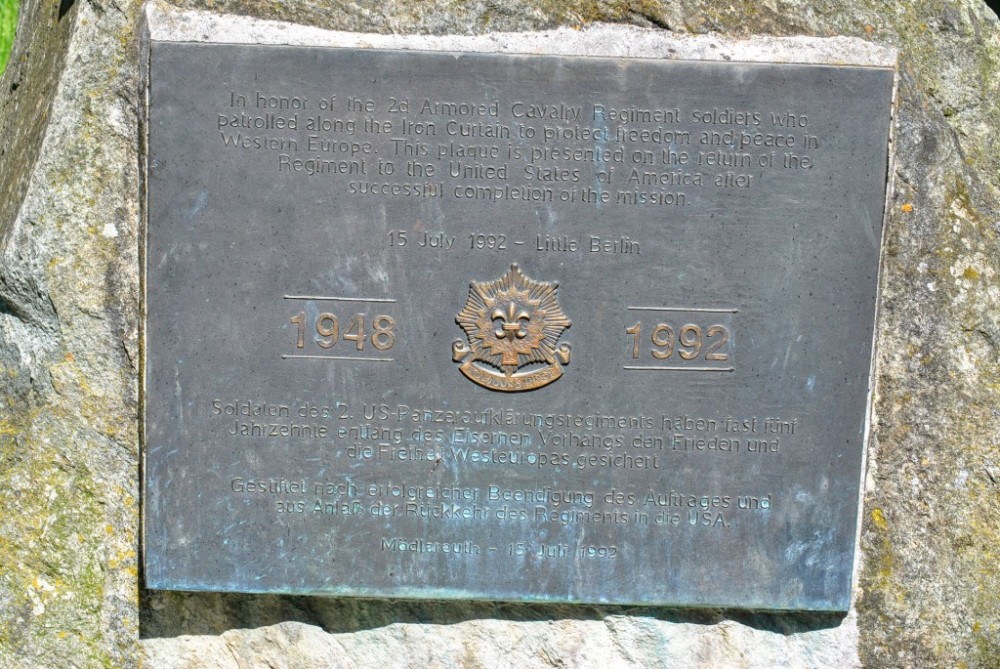 In honor of the 2d Armored Cavalry Regiment soldiers who
patrolled along the Iron Curtain to protect freedom and peace in
Western Europe. This plaque is presented on the return of the
Regiment to the United States of America after
successful completion of the mission.
15 July 1992 – Little Berlin
1948
1992
Soldaten des 2. US-Panzeraufklärungsregiments haben fast fünf
Jahrzehnte entlang des Eisernen Vorhangs den Frieden und
die Freiheit Westeuropas gesichert.
Gestiftet nach erfolgreicher Beendigung des Auftrages und
aus Anlaß der Rückkehr des Regiments in die USA.
Mödlareuth – 15. Juli 1992